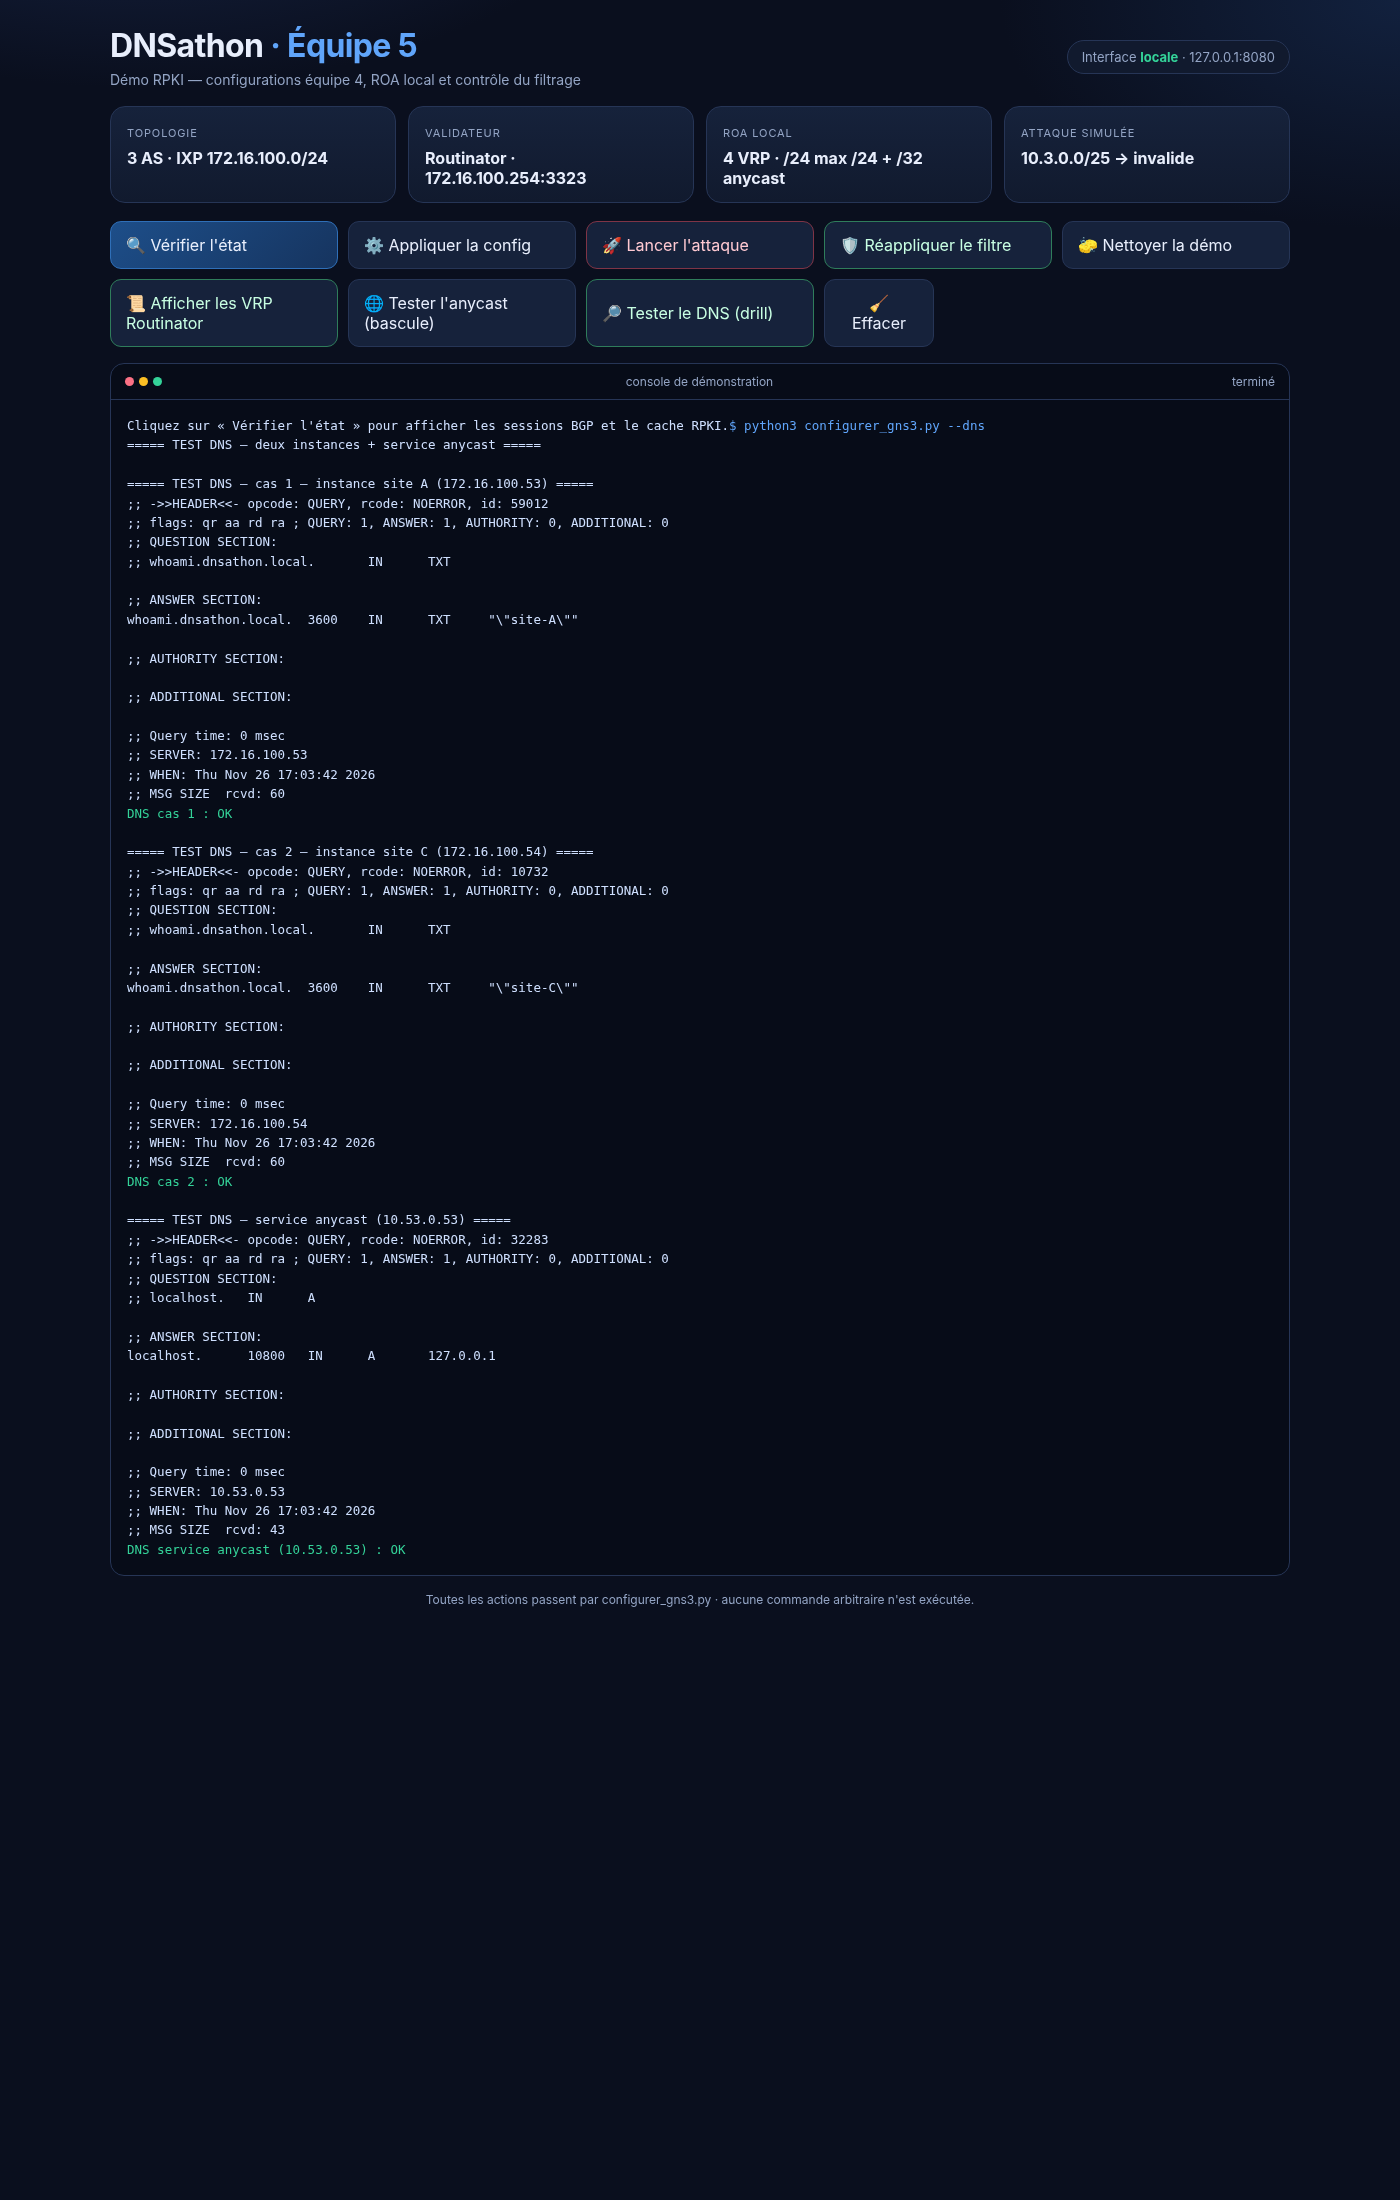 DNSathon · Équipe 5
Démo RPKI — configurations équipe 4, ROA local et contrôle du filtrage
Interface locale · 127.0.0.1:8080
TOPOLOGIE
3 AS · IXP 172.16.100.0/24
VALIDATEUR
Routinator ·
172.16.100.254:3323
ROA LOCAL
4 VRP · /24 max /24 + /32
anycast
ATTAQUE SIMULÉE
10.3.0.0/25 → invalide
🔍 Vérifier l'état
⚙️ Appliquer la config
🚀 Lancer l'attaque
🛡️ Réappliquer le filtre
🧽 Nettoyer la démo
📜 Afficher les VRP
Routinator
🌐 Tester l'anycast
(bascule)
🔎 Tester le DNS (drill)
🧹
Effacer
console de démonstration
terminé
Cliquez sur « Vérifier l'état » pour afficher les sessions BGP et le cache RPKI.$ python3 configurer_gns3.py --dns
===== TEST DNS — deux instances + service anycast =====
===== TEST DNS — cas 1 — instance site A (172.16.100.53) =====
;; ->>HEADER<<- opcode: QUERY, rcode: NOERROR, id: 59012
;; flags: qr aa rd ra ; QUERY: 1, ANSWER: 1, AUTHORITY: 0, ADDITIONAL: 0
;; QUESTION SECTION:
;; whoami.dnsathon.local.       IN      TXT
;; ANSWER SECTION:
whoami.dnsathon.local.  3600    IN      TXT     "\"site-A\""
;; AUTHORITY SECTION:
;; ADDITIONAL SECTION:
;; Query time: 0 msec
;; SERVER: 172.16.100.53
;; WHEN: Thu Nov 26 17:03:42 2026
;; MSG SIZE  rcvd: 60
DNS cas 1 : OK
===== TEST DNS — cas 2 — instance site C (172.16.100.54) =====
;; ->>HEADER<<- opcode: QUERY, rcode: NOERROR, id: 10732
;; flags: qr aa rd ra ; QUERY: 1, ANSWER: 1, AUTHORITY: 0, ADDITIONAL: 0
;; QUESTION SECTION:
;; whoami.dnsathon.local.       IN      TXT
;; ANSWER SECTION:
whoami.dnsathon.local.  3600    IN      TXT     "\"site-C\""
;; AUTHORITY SECTION:
;; ADDITIONAL SECTION:
;; Query time: 0 msec
;; SERVER: 172.16.100.54
;; WHEN: Thu Nov 26 17:03:42 2026
;; MSG SIZE  rcvd: 60
DNS cas 2 : OK
===== TEST DNS — service anycast (10.53.0.53) =====
;; ->>HEADER<<- opcode: QUERY, rcode: NOERROR, id: 32283
;; flags: qr aa rd ra ; QUERY: 1, ANSWER: 1, AUTHORITY: 0, ADDITIONAL: 0
;; QUESTION SECTION:
;; localhost.   IN      A
;; ANSWER SECTION:
localhost.      10800   IN      A       127.0.0.1
;; AUTHORITY SECTION:
;; ADDITIONAL SECTION:
;; Query time: 0 msec
;; SERVER: 10.53.0.53
;; WHEN: Thu Nov 26 17:03:42 2026
;; MSG SIZE  rcvd: 43
DNS service anycast (10.53.0.53) : OK
Toutes les actions passent par configurer_gns3.py · aucune commande arbitraire n'est exécutée.